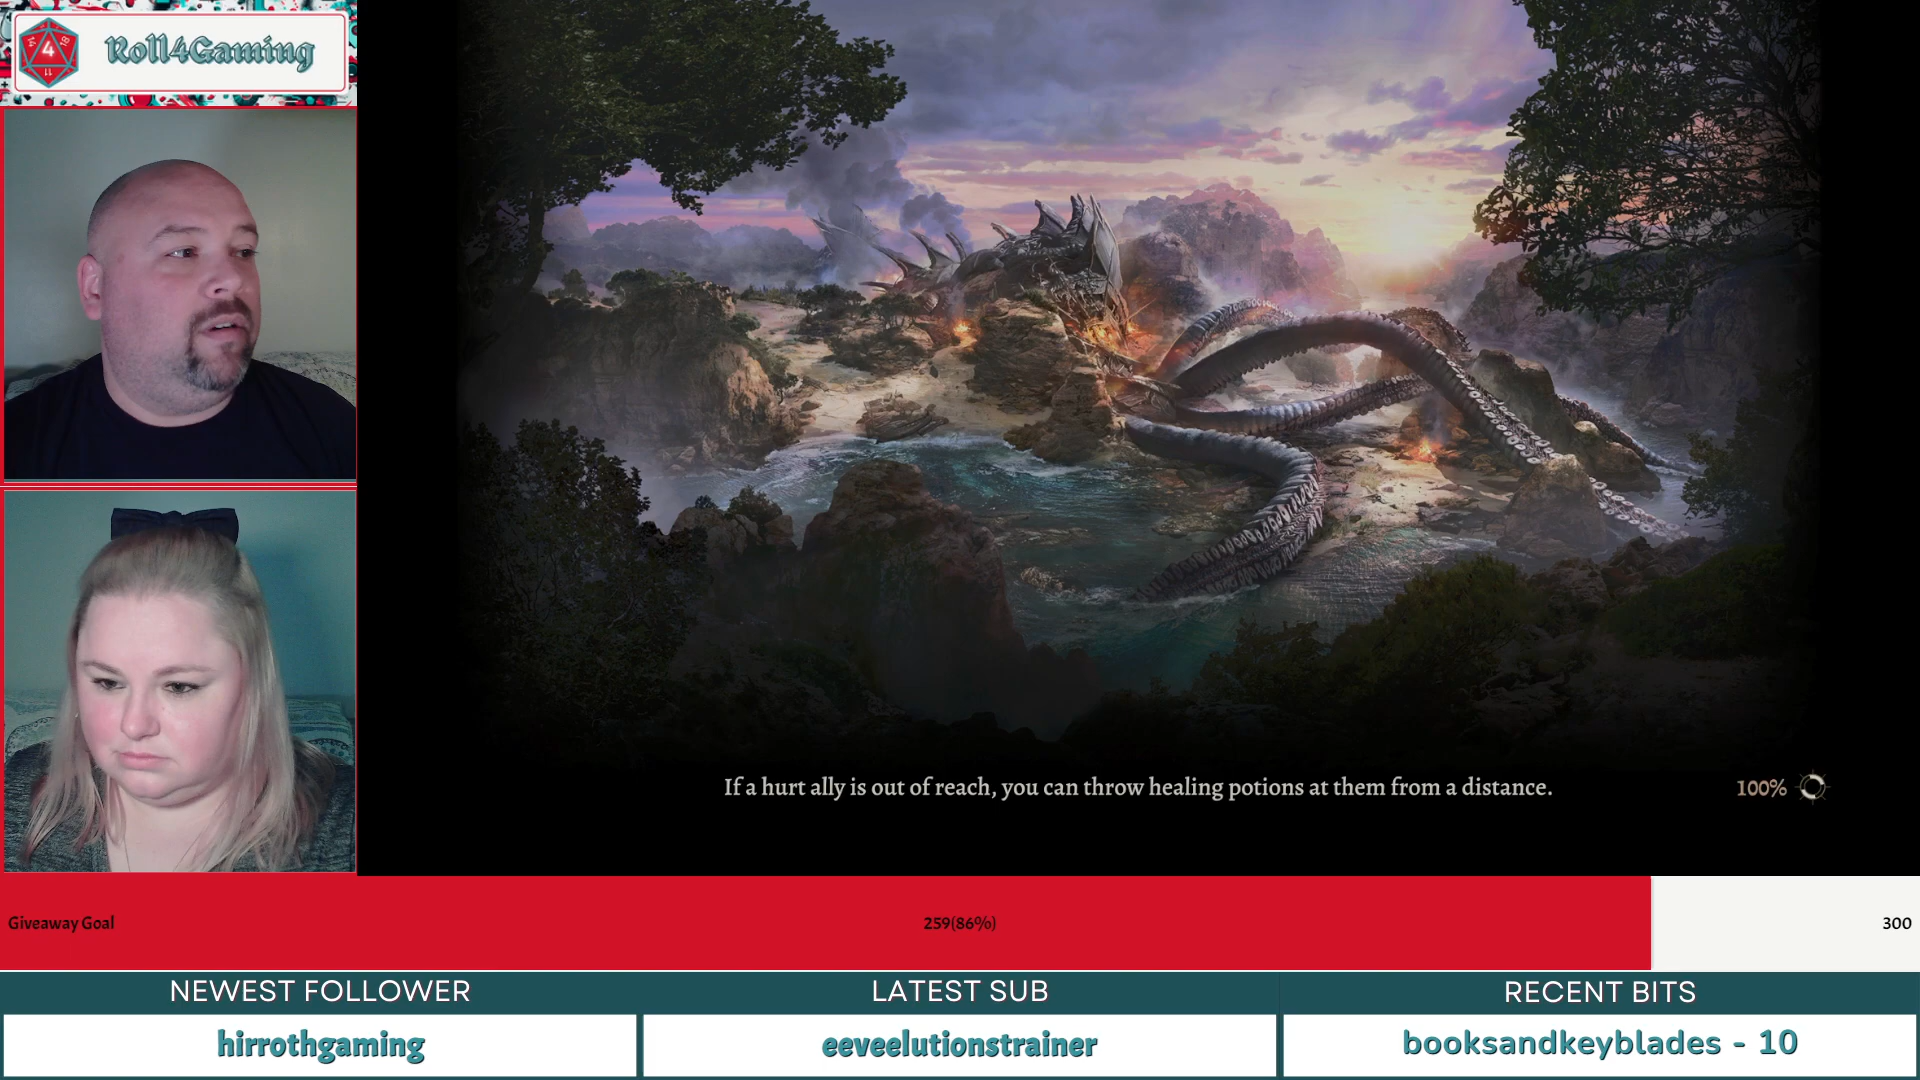 Roll4Gaming
4
If a hurt ally is out of reach, you can throw healing potions at them from a distance.
100%
Giveaway Goal
259(86%)
300
NEWEST FOLLOWER
LATEST SUB
RECENT BITS
hirrothgaming
eeveelutionstrainer
booksandkeyblades - 10